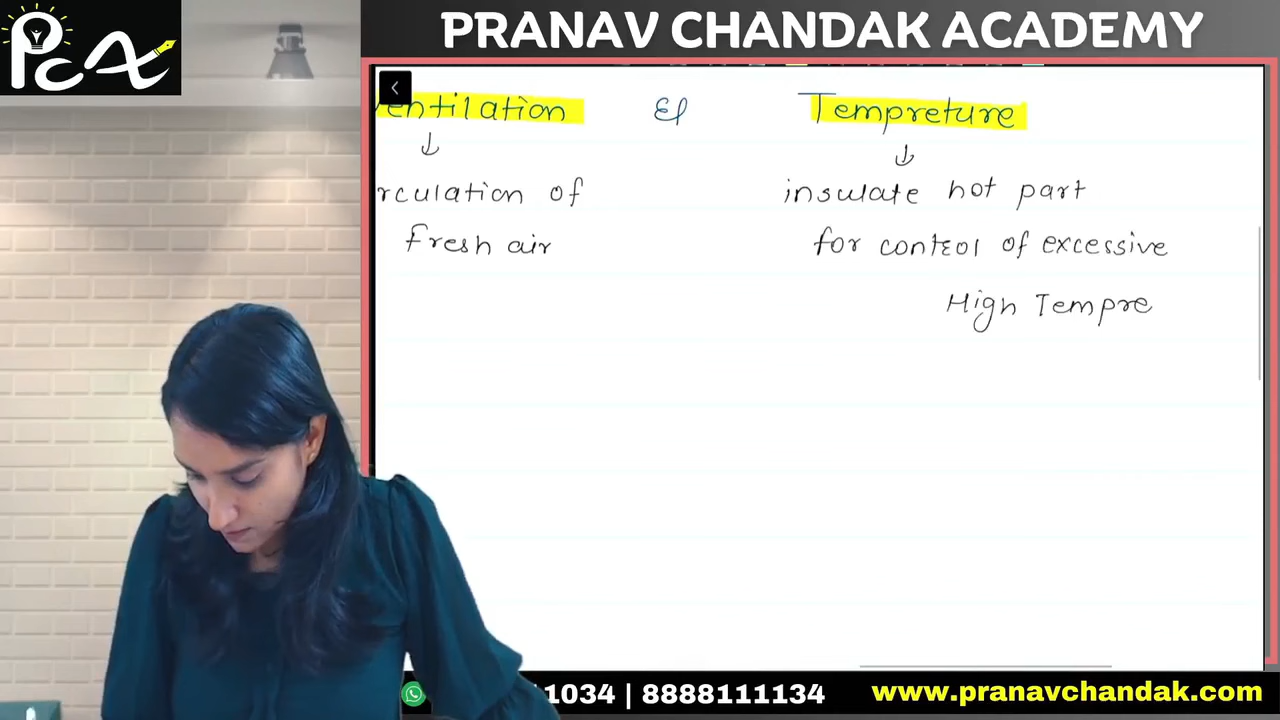 PCA
PRANAV CHANDAK ACADEMY
entilation & Tempreture
rculation of
fresh air
insulate hot part
for control of excessive
High Tempre
1034 | 8888111134
www.pranavchandak.com